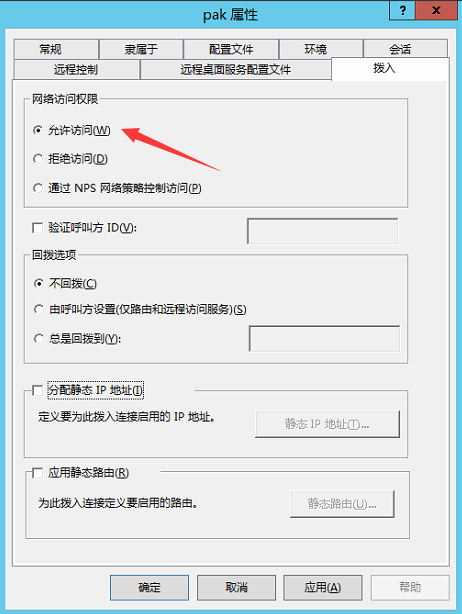 pak 属性
? X
常规 隶属于 配置文件 环境 会话
远程控制 远程桌面服务配置文件 拨入
网络访问权限
允许访问(W)
拒绝访问(D)
通过 NPS 网络策略控制访问(P)
验证呼叫方 ID(V):
回拨选项
不回拨(C)
由呼叫方设置(仅路由和远程访问服务)(S)
总是回拨到(Y):
分配静态 IP 地址(I)
定义要为此拨入连接启用的 IP 地址。
静态 IP 地址(T)...
应用静态路由(R)
为此拨入连接定义要启用的路由。
静态路由(U)...
确定 取消 应用(A) 帮助